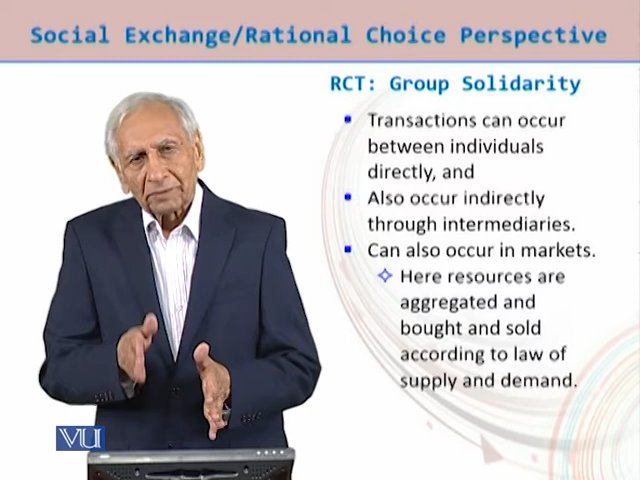 Social Exchange/Rational Choice Perspective
RCT: Group Solidarity
Transactions can occur
between individuals
directly, and
Also occur indirectly
through intermediaries.
Can also occur in markets.
Here resources are
aggregated and
bought and sold
according to law of
supply and demand.
VU